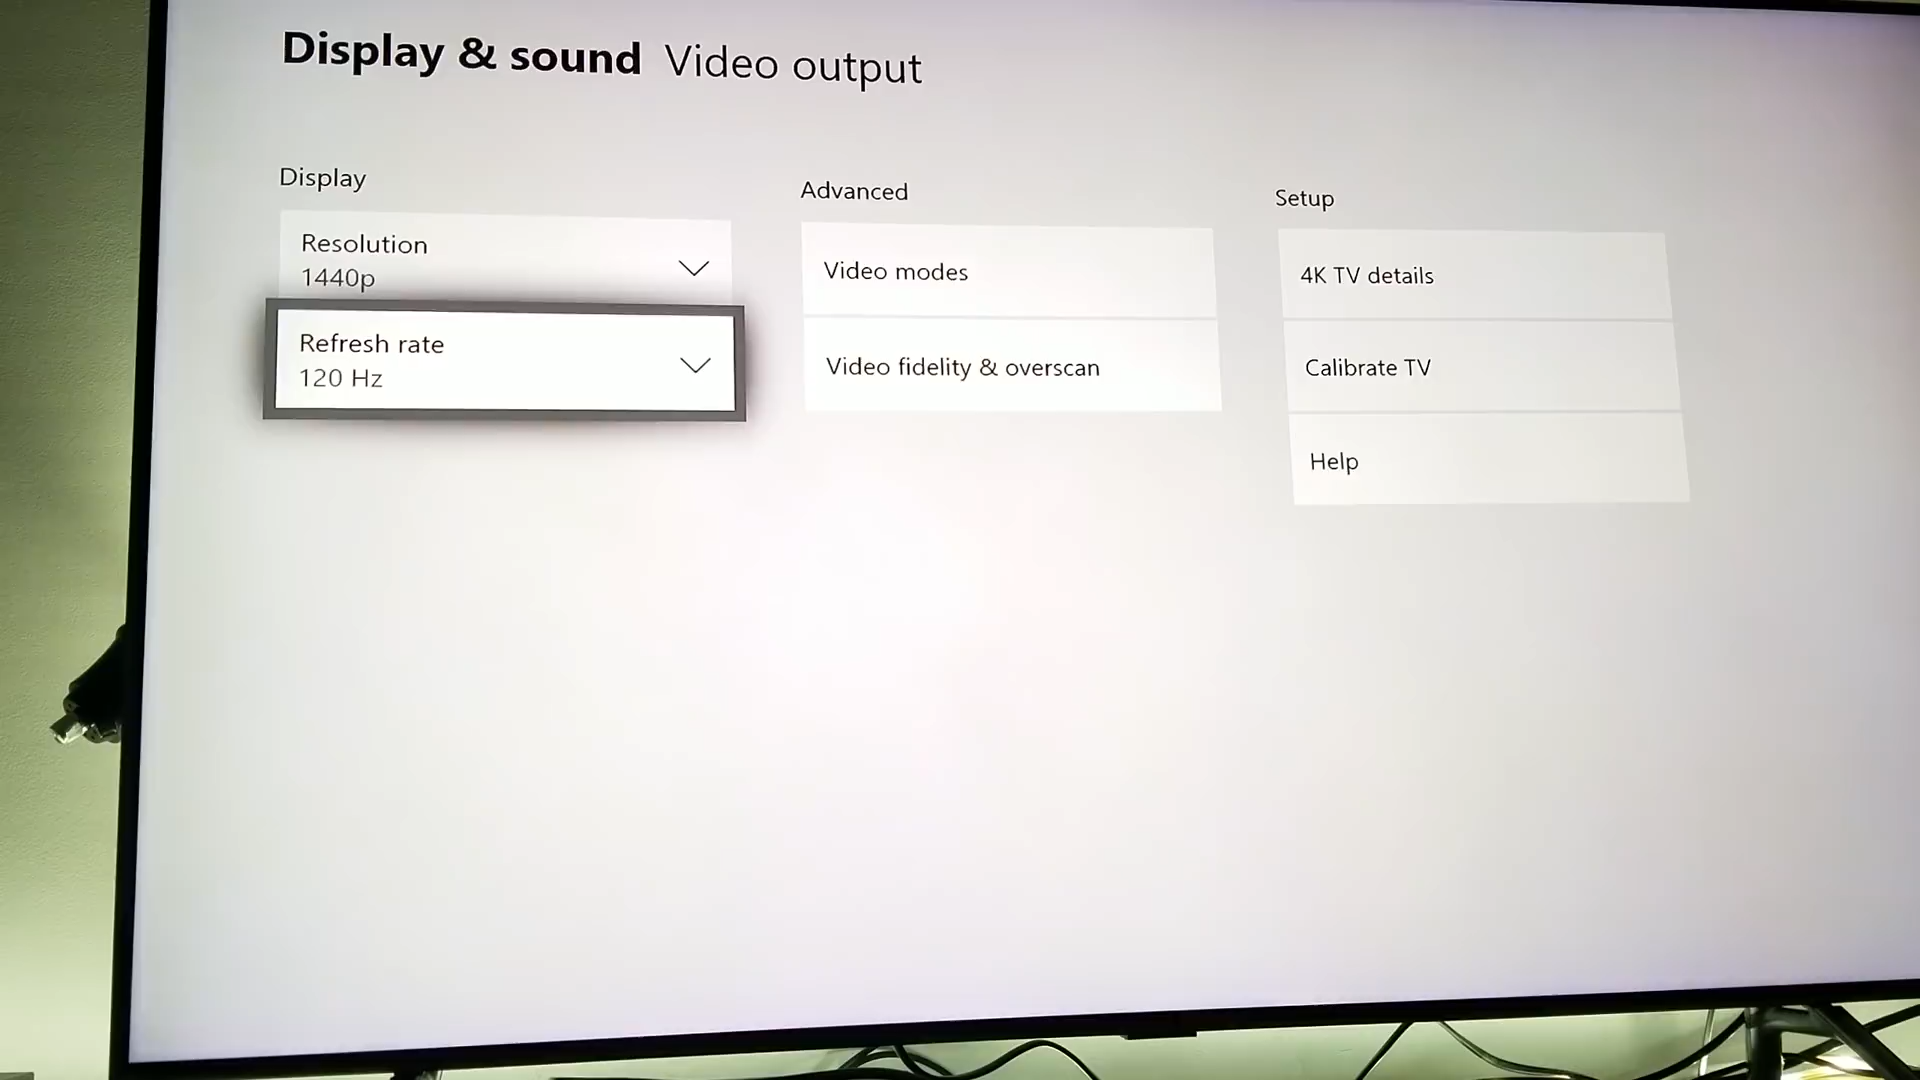 Display & sound Video output
Display
Resolution
1440p
Refresh rate
120 Hz
Advanced
Video modes
Video fidelity & overscan
Setup
4K TV details
Calibrate TV
Help